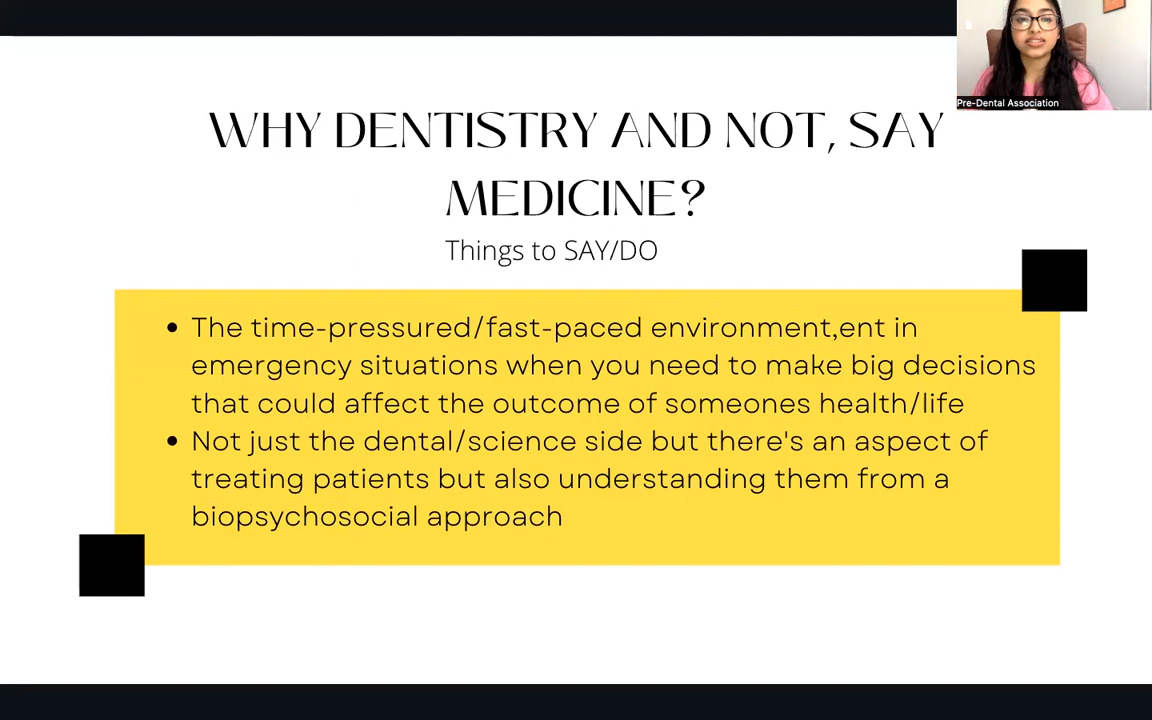 Pre-Dental Association
WHY DENTISTRY AND NOT, SAY
MEDICINE?
Things to SAY/DO
• The time-pressured/fast-paced environment,ent in
emergency situations when you need to make big decisions
that could affect the outcome of someones health/life
• Not just the dental/science side but there's an aspect of
treating patients but also understanding them from a
biopsychosocial approach